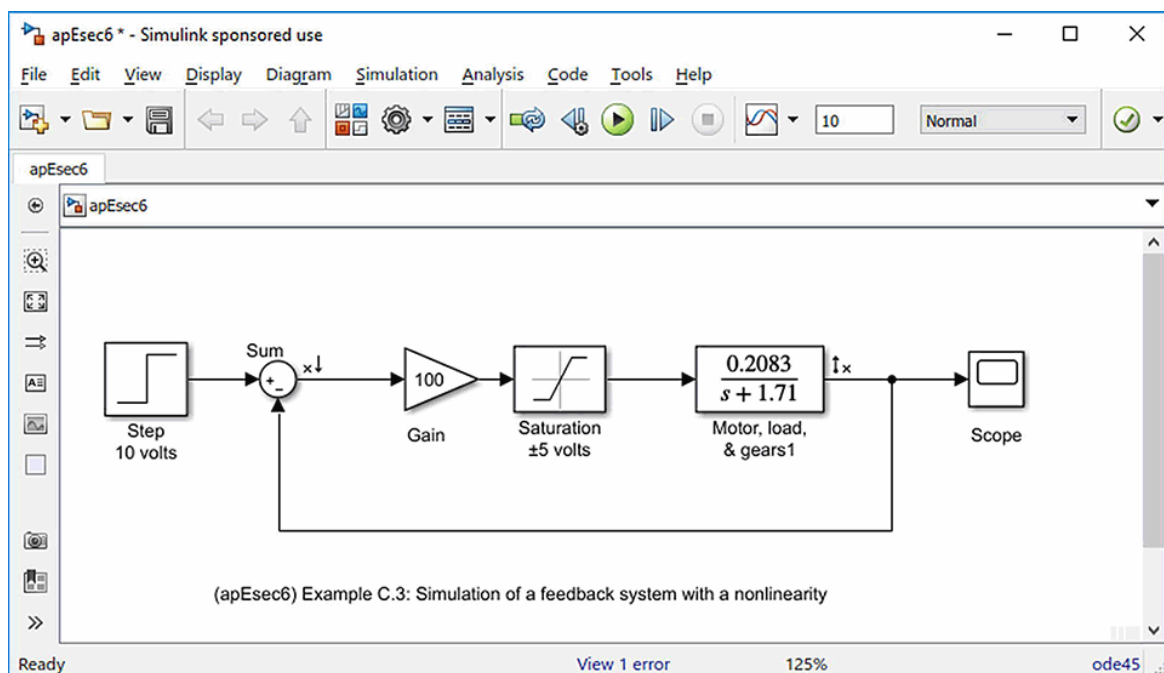 apEsec6 * - Simulink sponsored use
File Edit View Display Diagram Simulation Analysis Code Tools Help
10 Normal
apEsec6
apEsec6
Sum
+
-
×
100
0.2083
s + 1.71
×
Step
10 volts
Gain
Saturation
±5 volts
Motor, load,
& gears1
Scope
(apEsec6) Example C.3: Simulation of a feedback system with a nonlinearity
Ready View 1 error 125% ode45